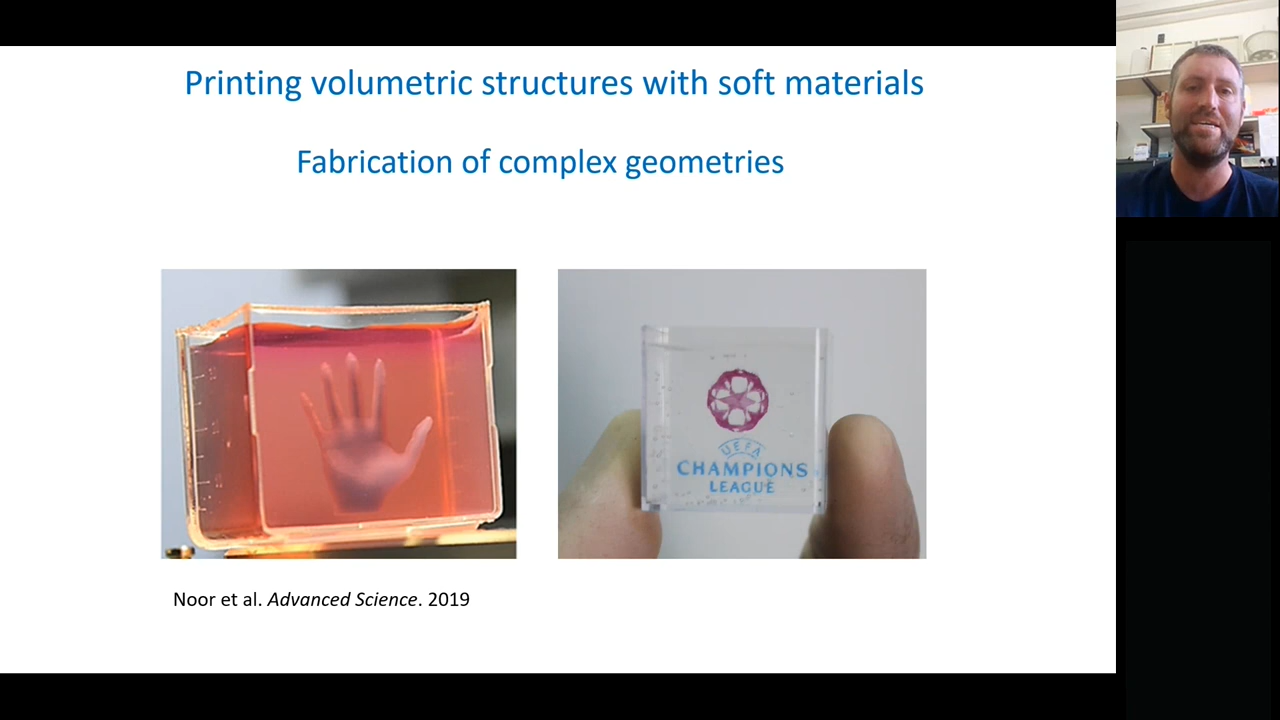 Printing volumetric structures with soft materials
Fabrication of complex geometries
UEFA
CHAMPIONS
LEAGUE
Noor et al. Advanced Science. 2019